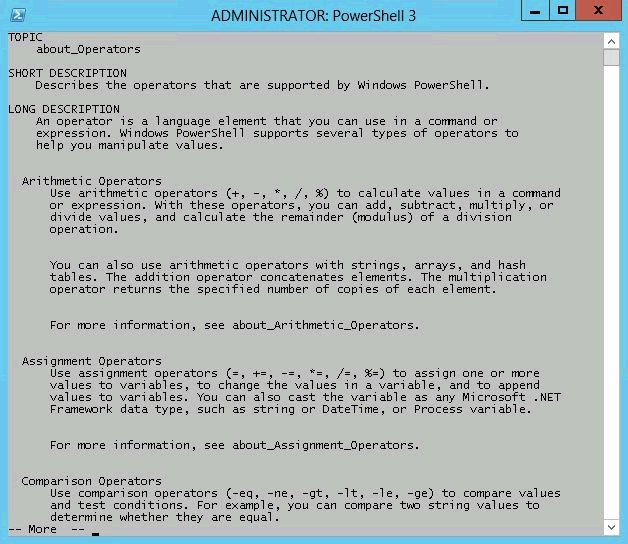 ADMINISTRATOR: PowerShell 3
TOPIC
about_Operators
SHORT DESCRIPTION
Describes the operators that are supported by Windows PowerShell.
LONG DESCRIPTION
An operator is a language element that you can use in a command or
expression. Windows PowerShell supports several types of operators to
help you manipulate values.
Arithmetic Operators
Use arithmetic operators (+, -, *, /, %) to calculate values in a command
or expression. With these operators, you can add, subtract, multiply, or
divide values, and calculate the remainder (modulus) of a division
operation.
You can also use arithmetic operators with strings, arrays, and hash
tables. The addition operator concatenates elements. The multiplication
operator returns the specified number of copies of each element.
For more information, see about_Arithmetic_Operators.
Assignment Operators
Use assignment operators (=, +=, -=, *=, /=, %=) to assign one or more
values to variables, to change the values in a variable, and to append
values to variables. You can also cast the variable as any Microsoft .NET
Framework data type, such as string or DateTime, or Process variable.
For more information, see about_Assignment_Operators.
Comparison Operators
Use comparison operators (-eq, -ne, -gt, -lt, -le, -ge) to compare values
and test conditions. For example, you can compare two string values to
determine whether they are equal.
-- More  --